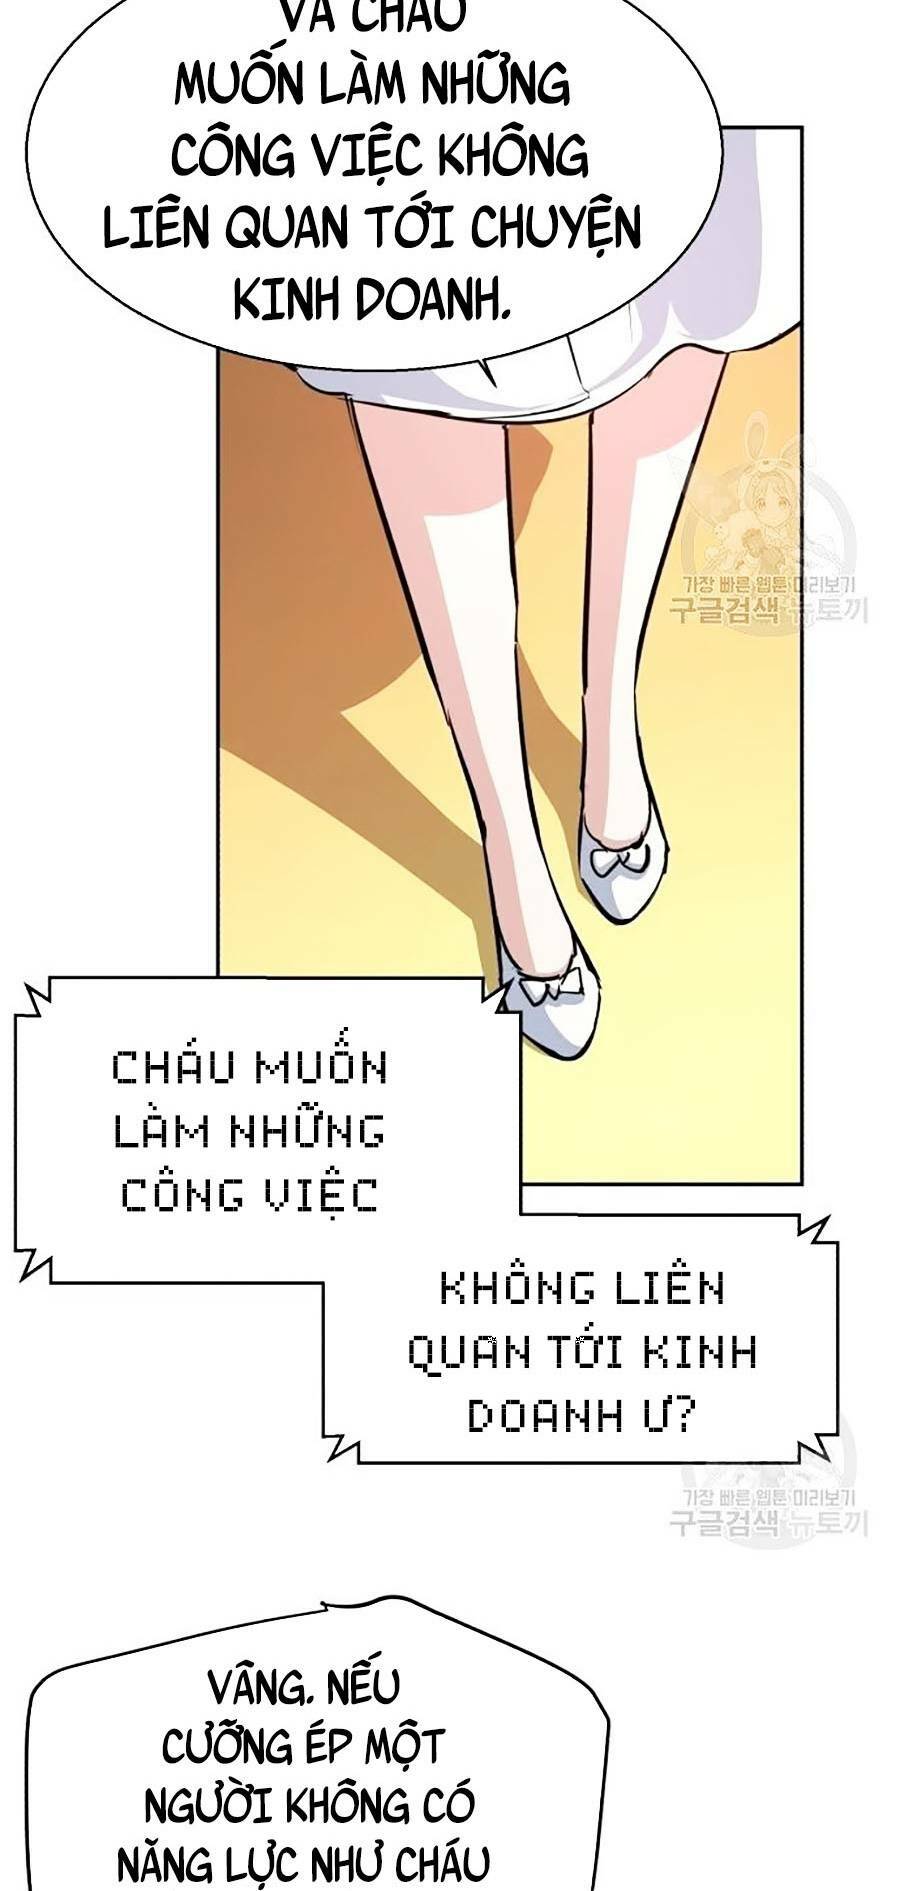 VÀ CHÁU
MUỐN LÀM NHỮNG
CÔNG VIỆC KHÔNG
LIÊN QUAN TỚI CHUYỆN
KINH DOANH.
가장 빠른 웹툰 미리보기
구글검색 뉴토끼
CHÁU MUỐN
LÀM NHỮNG
CÔNG VIỆC
KHÔNG LIÊN
QUAN TỚI KINH
DOANH Ư?
가장 빠른 웹툰 미리보기
구글검색 뉴토끼
VÂNG. NẾU
CƯỠNG ÉP MỘT
NGƯỜI KHÔNG CÓ
NĂNG LỰC NHƯ CHÁU